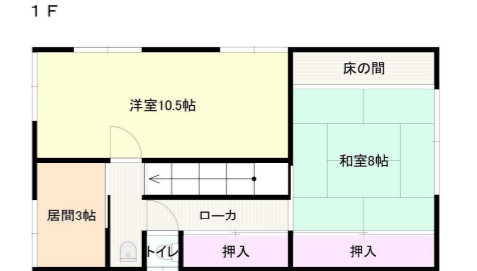 １Ｆ
床の間
洋室10.5帖
和室8帖
居間3帖
ローカ
トイレ
押入
押入